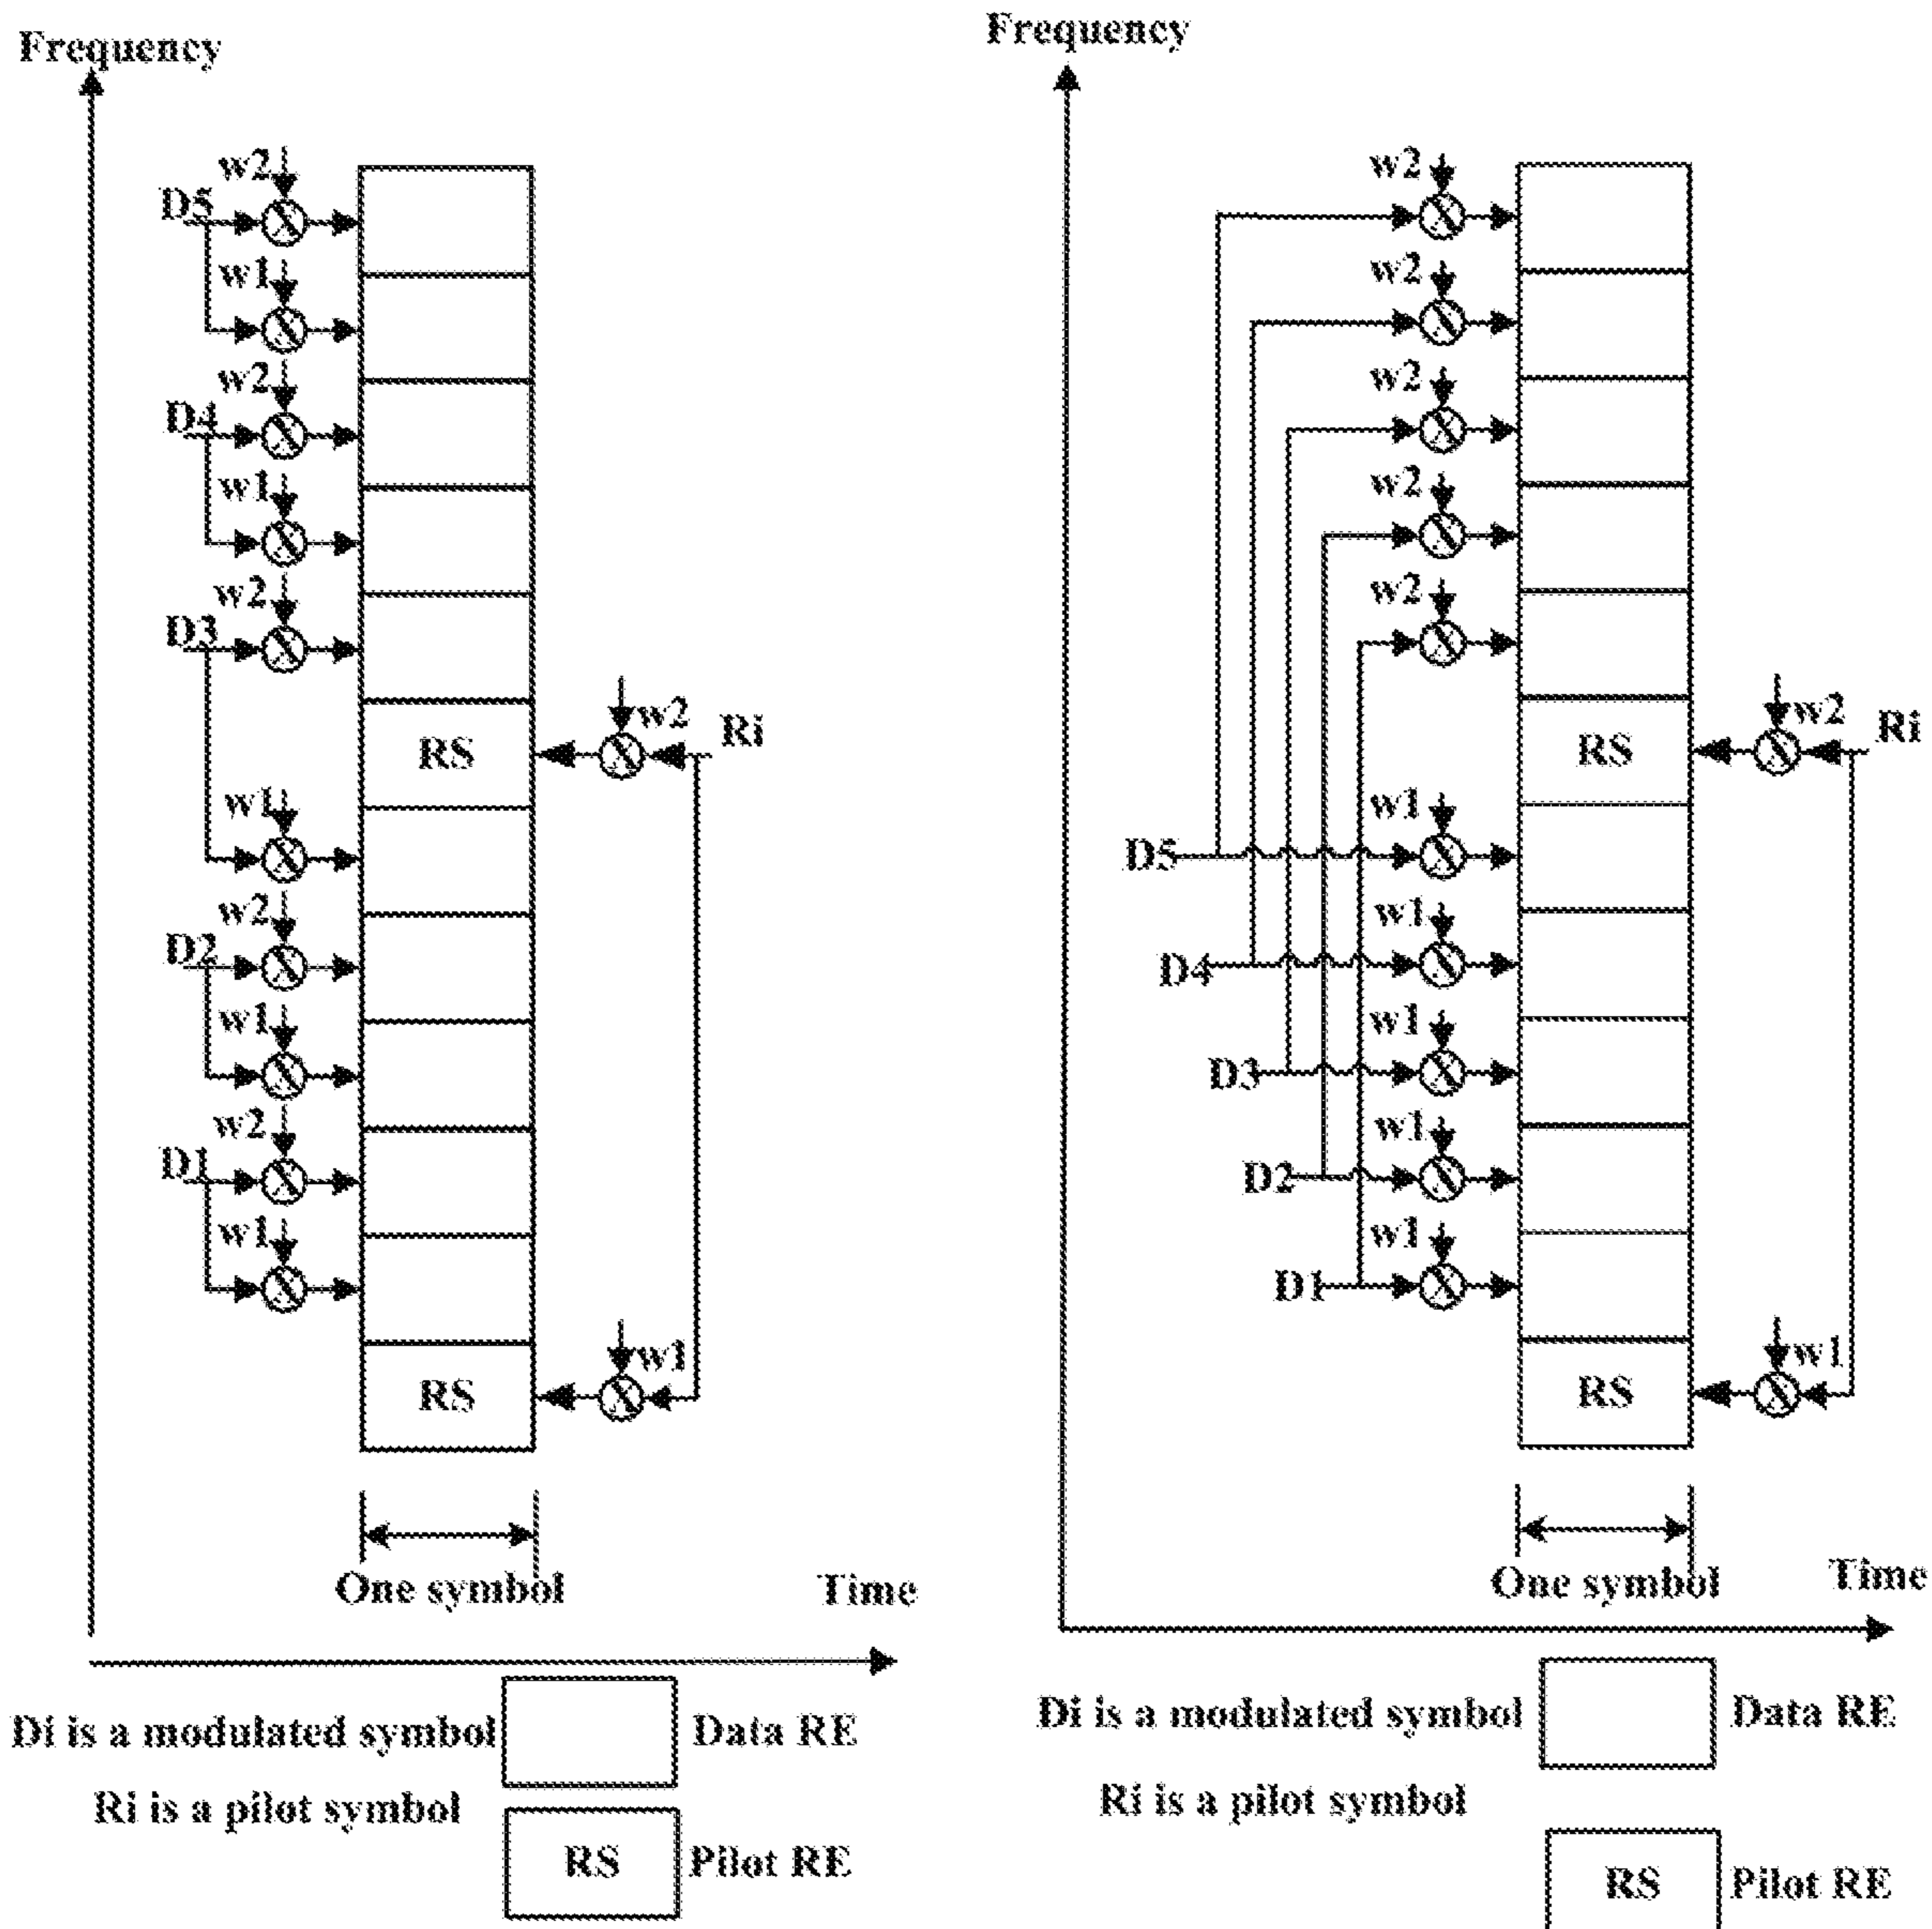 Frequency
w2
D5
w1
w2
D4
w1
w2
D3
w2
Ri
RS
w1
w2
D2
w1
w2
D1
w1
w1
RS
One symbol
Time
Di is a modulated symbol
Data RE
Ri is a pilot symbol
RS
Pilot RE
Frequency
w2
w2
w2
w2
w2
w2
Ri
RS
w1
D5
w1
D4
w1
D3
w1
D2
w1
D1
w1
RS
One symbol
Time
Di is a modulated symbol
Data RE
Ri is a pilot symbol
RS
Pilot RE